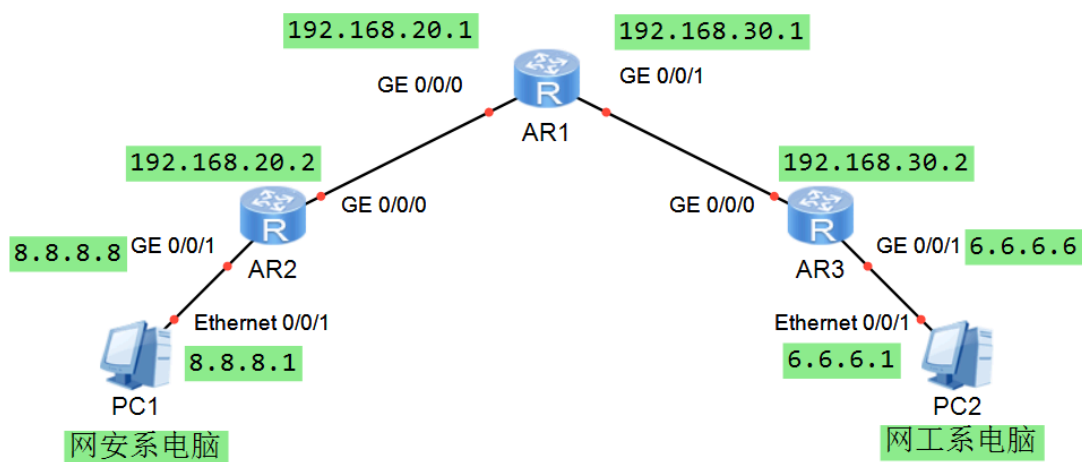 192.168.20.1
192.168.30.1
GE 0/0/0
GE 0/0/1
R
AR1
192.168.20.2
192.168.30.2
R
GE 0/0/0
GE 0/0/0
R
8.8.8.8
GE 0/0/1
AR2
AR3
GE 0/0/1
6.6.6.6
Ethernet 0/0/1
Ethernet 0/0/1
8.8.8.1
6.6.6.1
PC1
PC2
网安系电脑
网工系电脑